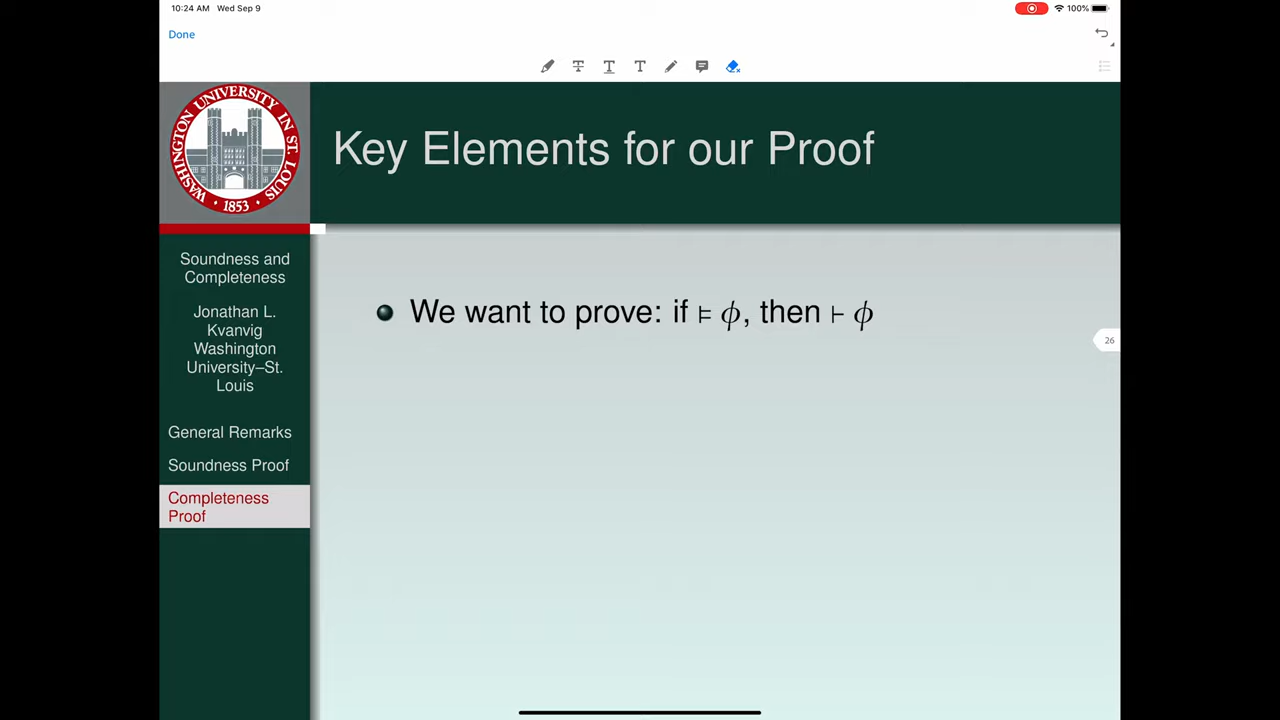 10:24 AM Wed Sep 9
100%
Done
WASHINGTON UNIVERSITY IN ST. LOUIS
1853
Key Elements for our Proof
Soundness and
Completeness
Jonathan L.
Kvanvig
Washington
University–St.
Louis
General Remarks
Soundness Proof
Completeness
Proof
We want to prove: if ⊨ ϕ, then ⊢ ϕ
26